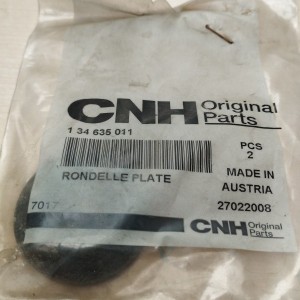 CNH Original Parts
1 34 635 011
PCS
2
RONDELLE PLATE
MADE IN
AUSTRIA
27022008
CNH Original Parts